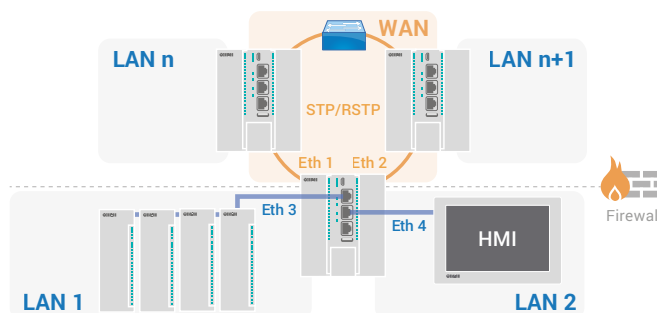 WAN
LAN n
LAN n+1
STP/RSTP
Eth 1
Eth 2
Eth 3
Eth 4
HMI
Firewal
LAN 1
LAN 2